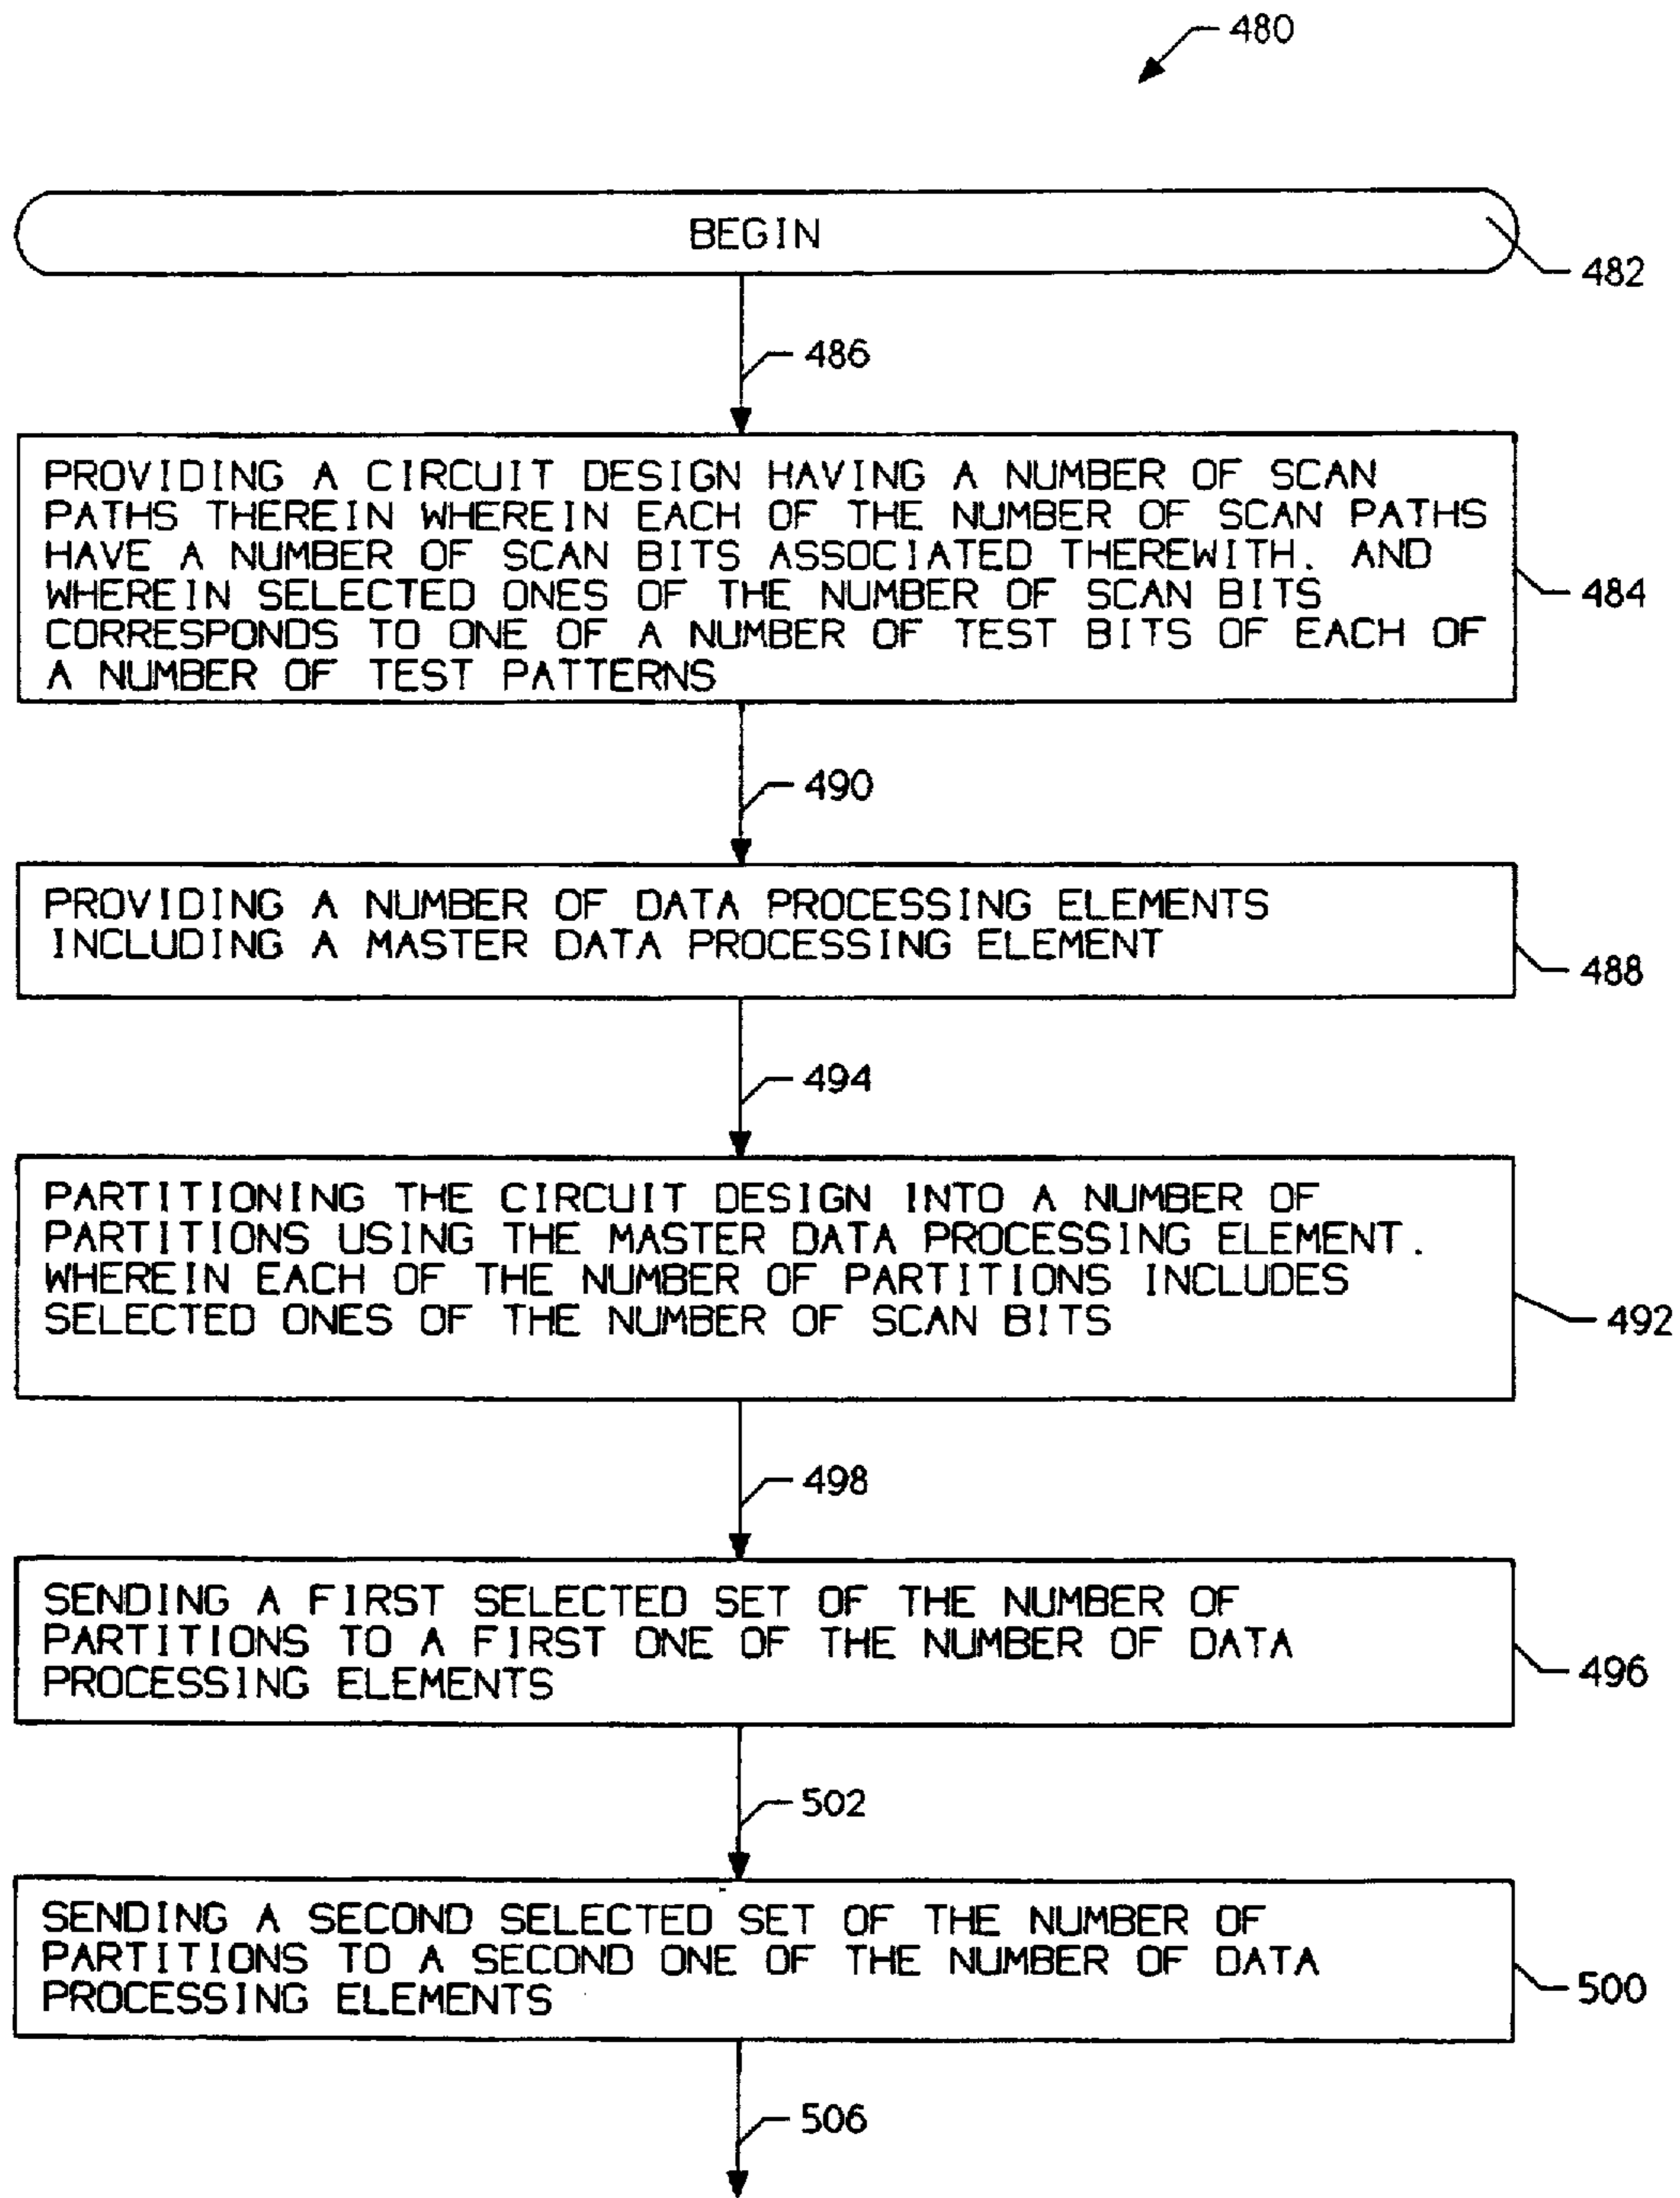 480
BEGIN
482
486
PROVIDING A CIRCUIT DESIGN HAVING A NUMBER OF SCAN
PATHS THEREIN WHEREIN EACH OF THE NUMBER OF SCAN PATHS
HAVE A NUMBER OF SCAN BITS ASSOCIATED THEREWITH. AND
WHEREIN SELECTED ONES OF THE NUMBER OF SCAN BITS
CORRESPONDS TO ONE OF A NUMBER OF TEST BITS OF EACH OF
A NUMBER OF TEST PATTERNS
484
490
PROVIDING A NUMBER OF DATA PROCESSING ELEMENTS
INCLUDING A MASTER DATA PROCESSING ELEMENT
488
494
PARTITIONING THE CIRCUIT DESIGN INTO A NUMBER OF
PARTITIONS USING THE MASTER DATA PROCESSING ELEMENT.
WHEREIN EACH OF THE NUMBER OF PARTITIONS INCLUDES
SELECTED ONES OF THE NUMBER OF SCAN BITS
492
498
SENDING A FIRST SELECTED SET OF THE NUMBER OF
PARTITIONS TO A FIRST ONE OF THE NUMBER OF DATA
PROCESSING ELEMENTS
496
502
SENDING A SECOND SELECTED SET OF THE NUMBER OF
PARTITIONS TO A SECOND ONE OF THE NUMBER OF DATA
PROCESSING ELEMENTS
500
506